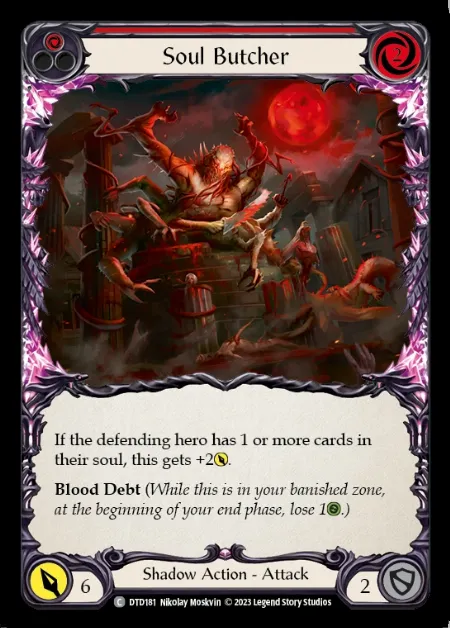 Soul Butcher
2
If the defending hero has 1 or more cards in
their soul, this gets +2.
Blood Debt (While this is in your banished zone,
at the beginning of your end phase, lose 1.)
6
Shadow Action - Attack
2
C DTD181 Nikolay Moskvin © 2023 Legend Story Studios